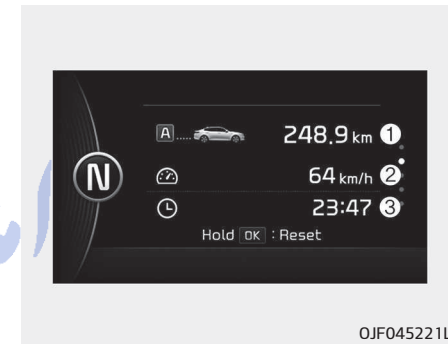 A ..... 248.9 km 1
N
64 km/h 2
23:47 3
Hold OK : Reset
OJF045221L